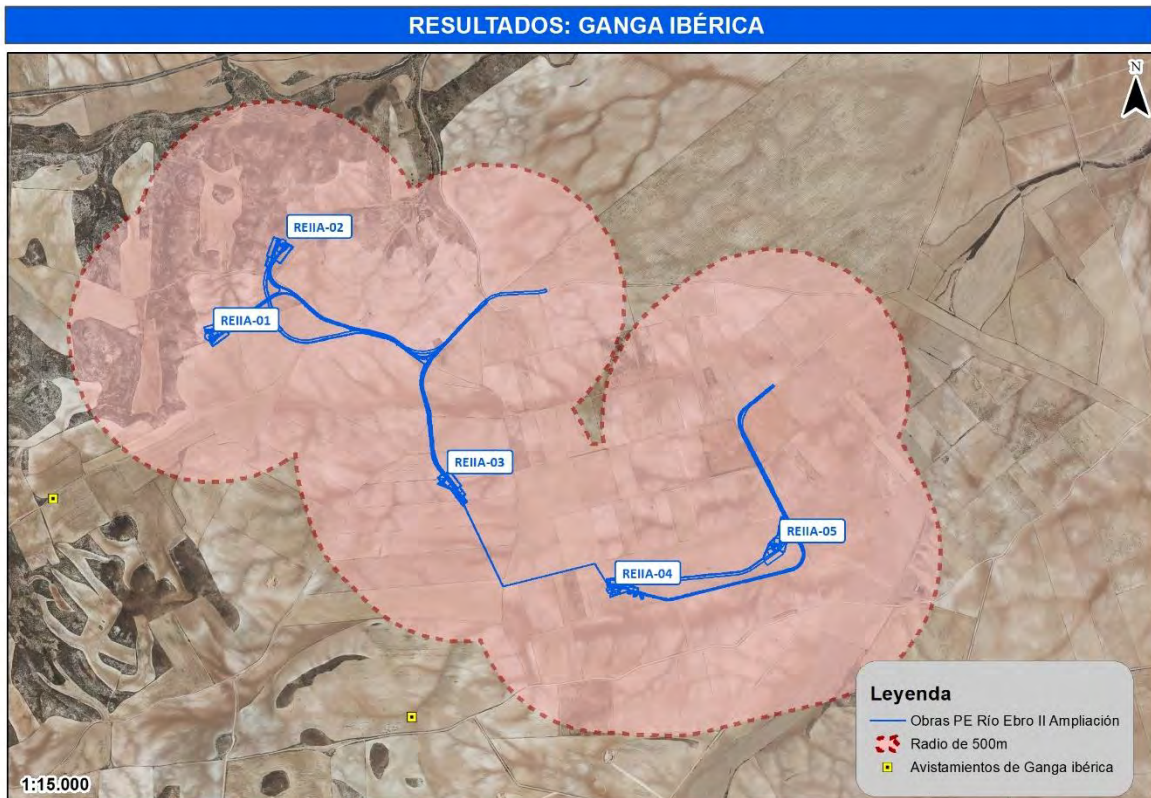 RESULTADOS: GANGA IBÉRICA
N
REIIA-02
REIIA-01
REIIA-03
REIIA-05
REIIA-04
Leyenda
Obras PE Río Ebro II Ampliación
Radio de 500m
Avistamientos de Ganga ibérica
1:15.000